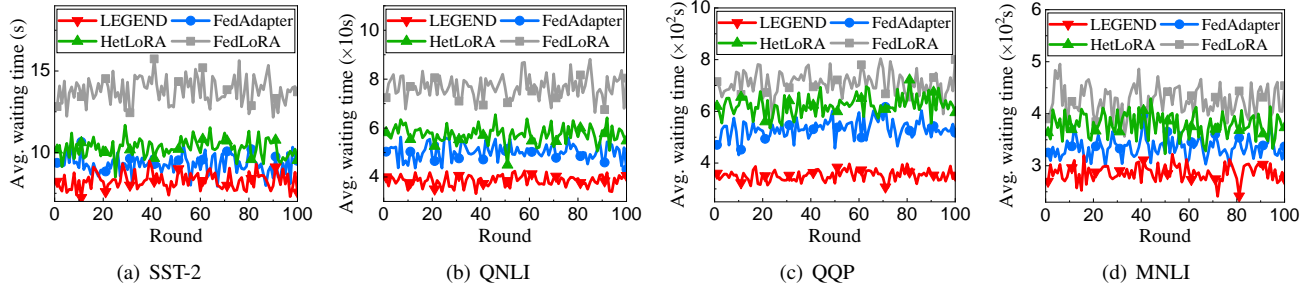 LEGEND FedAdapter
HetLoRA FedLoRA
Avg. waiting time (s)
15
10
0 20 40 60 80 100
Round
(a) SST-2
LEGEND FedAdapter
HetLoRA FedLoRA
Avg. waiting time (×10s)
10
8
6
4
0 20 40 60 80 100
Round
(b) QNLI
LEGEND FedAdapter
HetLoRA FedLoRA
Avg. waiting time (×10²s)
10
8
6
4
0 20 40 60 80 100
Round
(c) QQP
LEGEND FedAdapter
HetLoRA FedLoRA
Avg. waiting time (×10²s)
6
5
4
3
0 20 40 60 80 100
Round
(d) MNLI